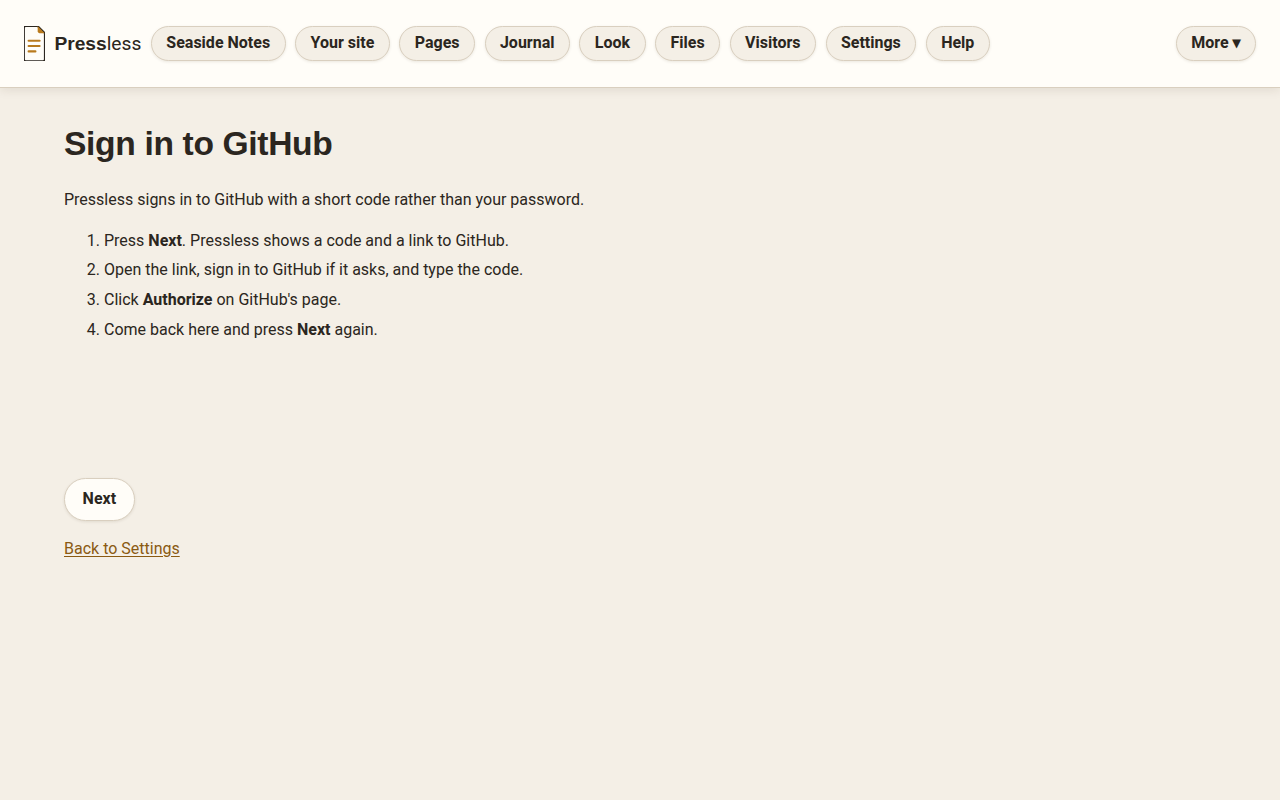 Pressless
Seaside Notes
Your site
Pages
Journal
Look
Files
Visitors
Settings
Help
More ▾
Sign in to GitHub
Pressless signs in to GitHub with a short code rather than your password.
1. Press Next. Pressless shows a code and a link to GitHub.
2. Open the link, sign in to GitHub if it asks, and type the code.
3. Click Authorize on GitHub's page.
4. Come back here and press Next again.
Next
Back to Settings